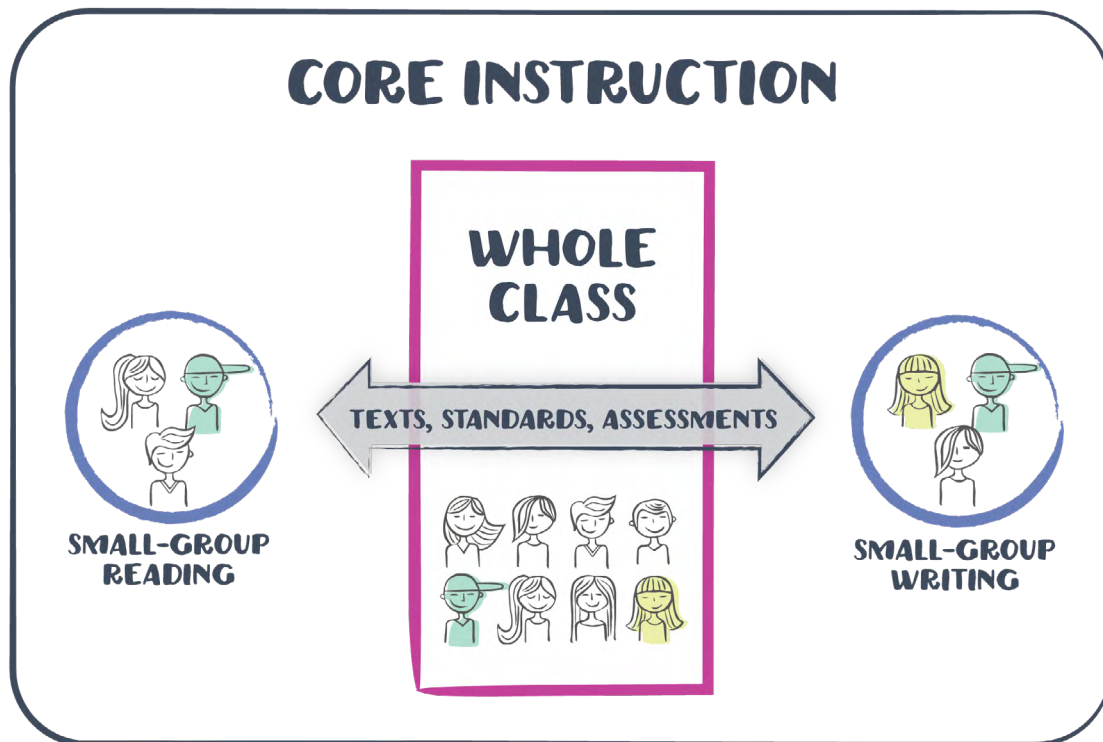 CORE INSTRUCTION
WHOLE
CLASS
TEXTS, STANDARDS, ASSESSMENTS
SMALL-GROUP
READING
SMALL-GROUP
WRITING